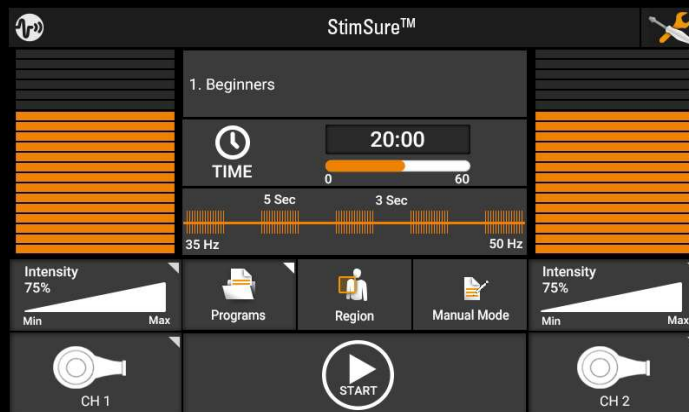 StimSure™
1. Beginners
TIME
20:00
0 60
5 Sec 3 Sec
35 Hz 50 Hz
Intensity
75%
Min Max
Programs
Region
Manual Mode
Intensity
75%
Min Max
CH 1
START
CH 2